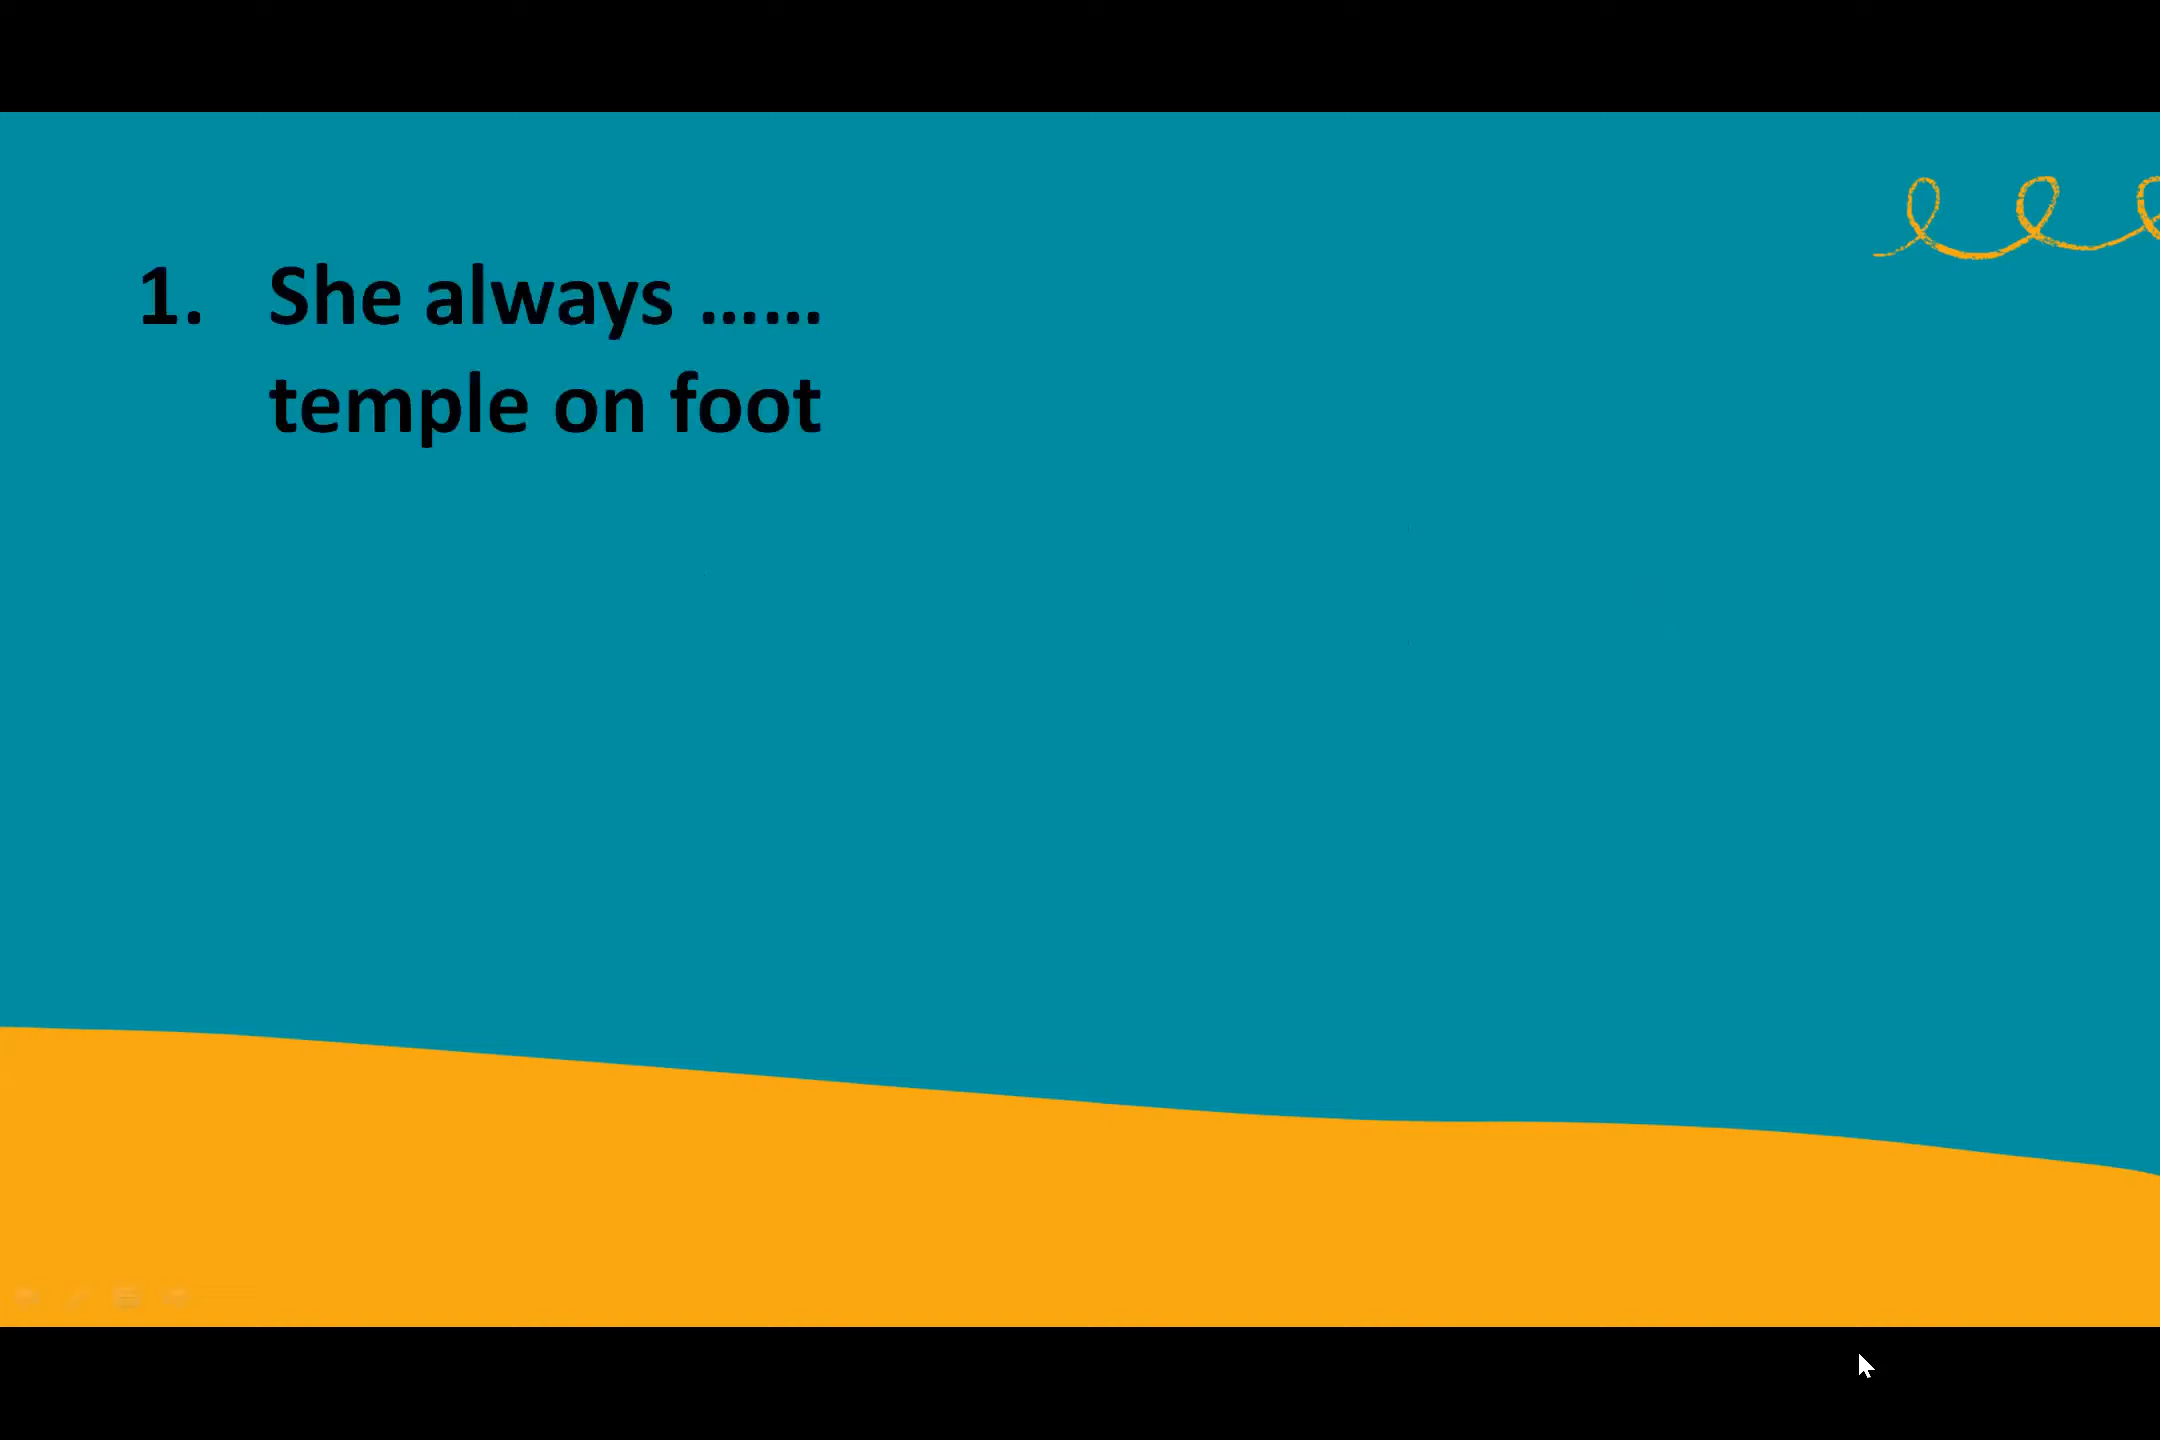 1. She always ......
temple on foot